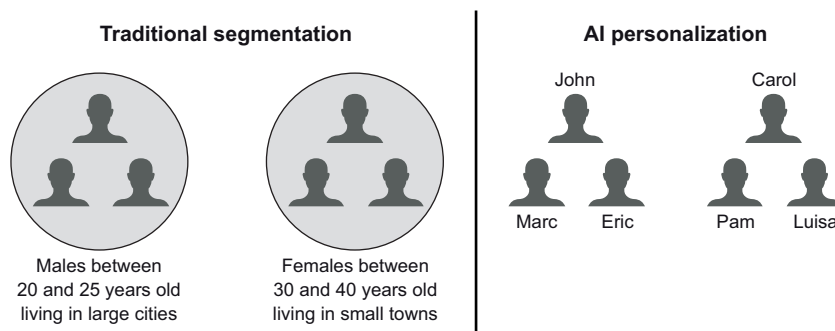 Traditional segmentation
Males between
20 and 25 years old
living in large cities
Females between
30 and 40 years old
living in small towns
AI personalization
John
Carol
Marc
Eric
Pam
Luisa